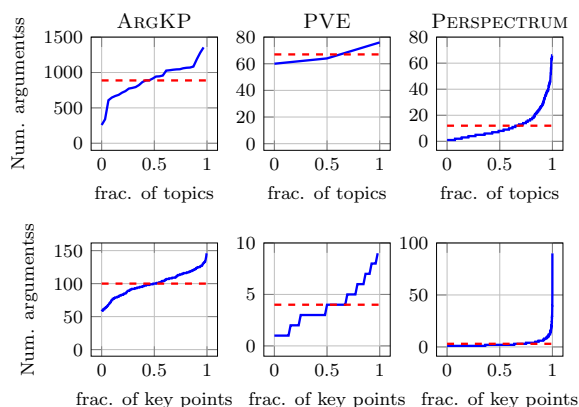 ArgKP PVE Perspectrum
Num. argumentss
1500 1000 500 0
80 60 40 20 0
80 60 40 20 0
0 0.5 1 0 0.5 1 0 0.5 1
frac. of topics frac. of topics frac. of topics
Num. argumentss
150 100 50 0
10 5 0
100 50 0
0 0.5 1 0 0.5 1 0 0.5 1
frac. of key points frac. of key points frac. of key points